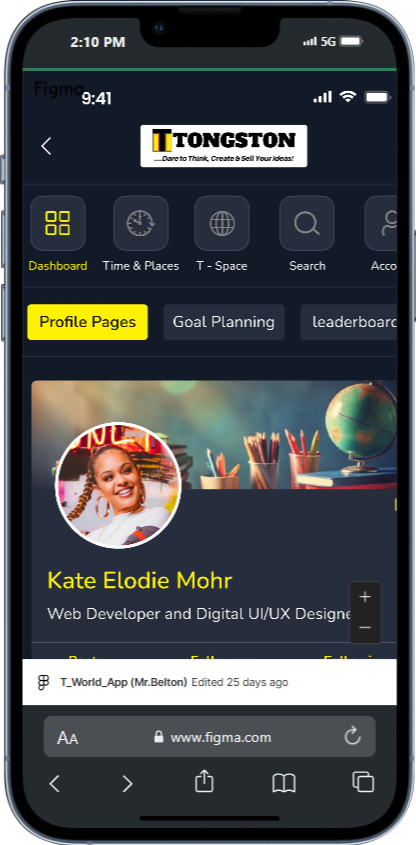 2:10 PM 5G
Figma
9:41
TTONGSTON
....Dare to Think, Create & Sell Your Ideas!
Dashboard Time & Places T - Space Search Acco
Profile Pages Goal Planning leaderboard
Kate Elodie Mohr
Web Developer and Digital UI/UX Designe
+
−
T_World_App (Mr.Belton) Edited 25 days ago
AA www.figma.com